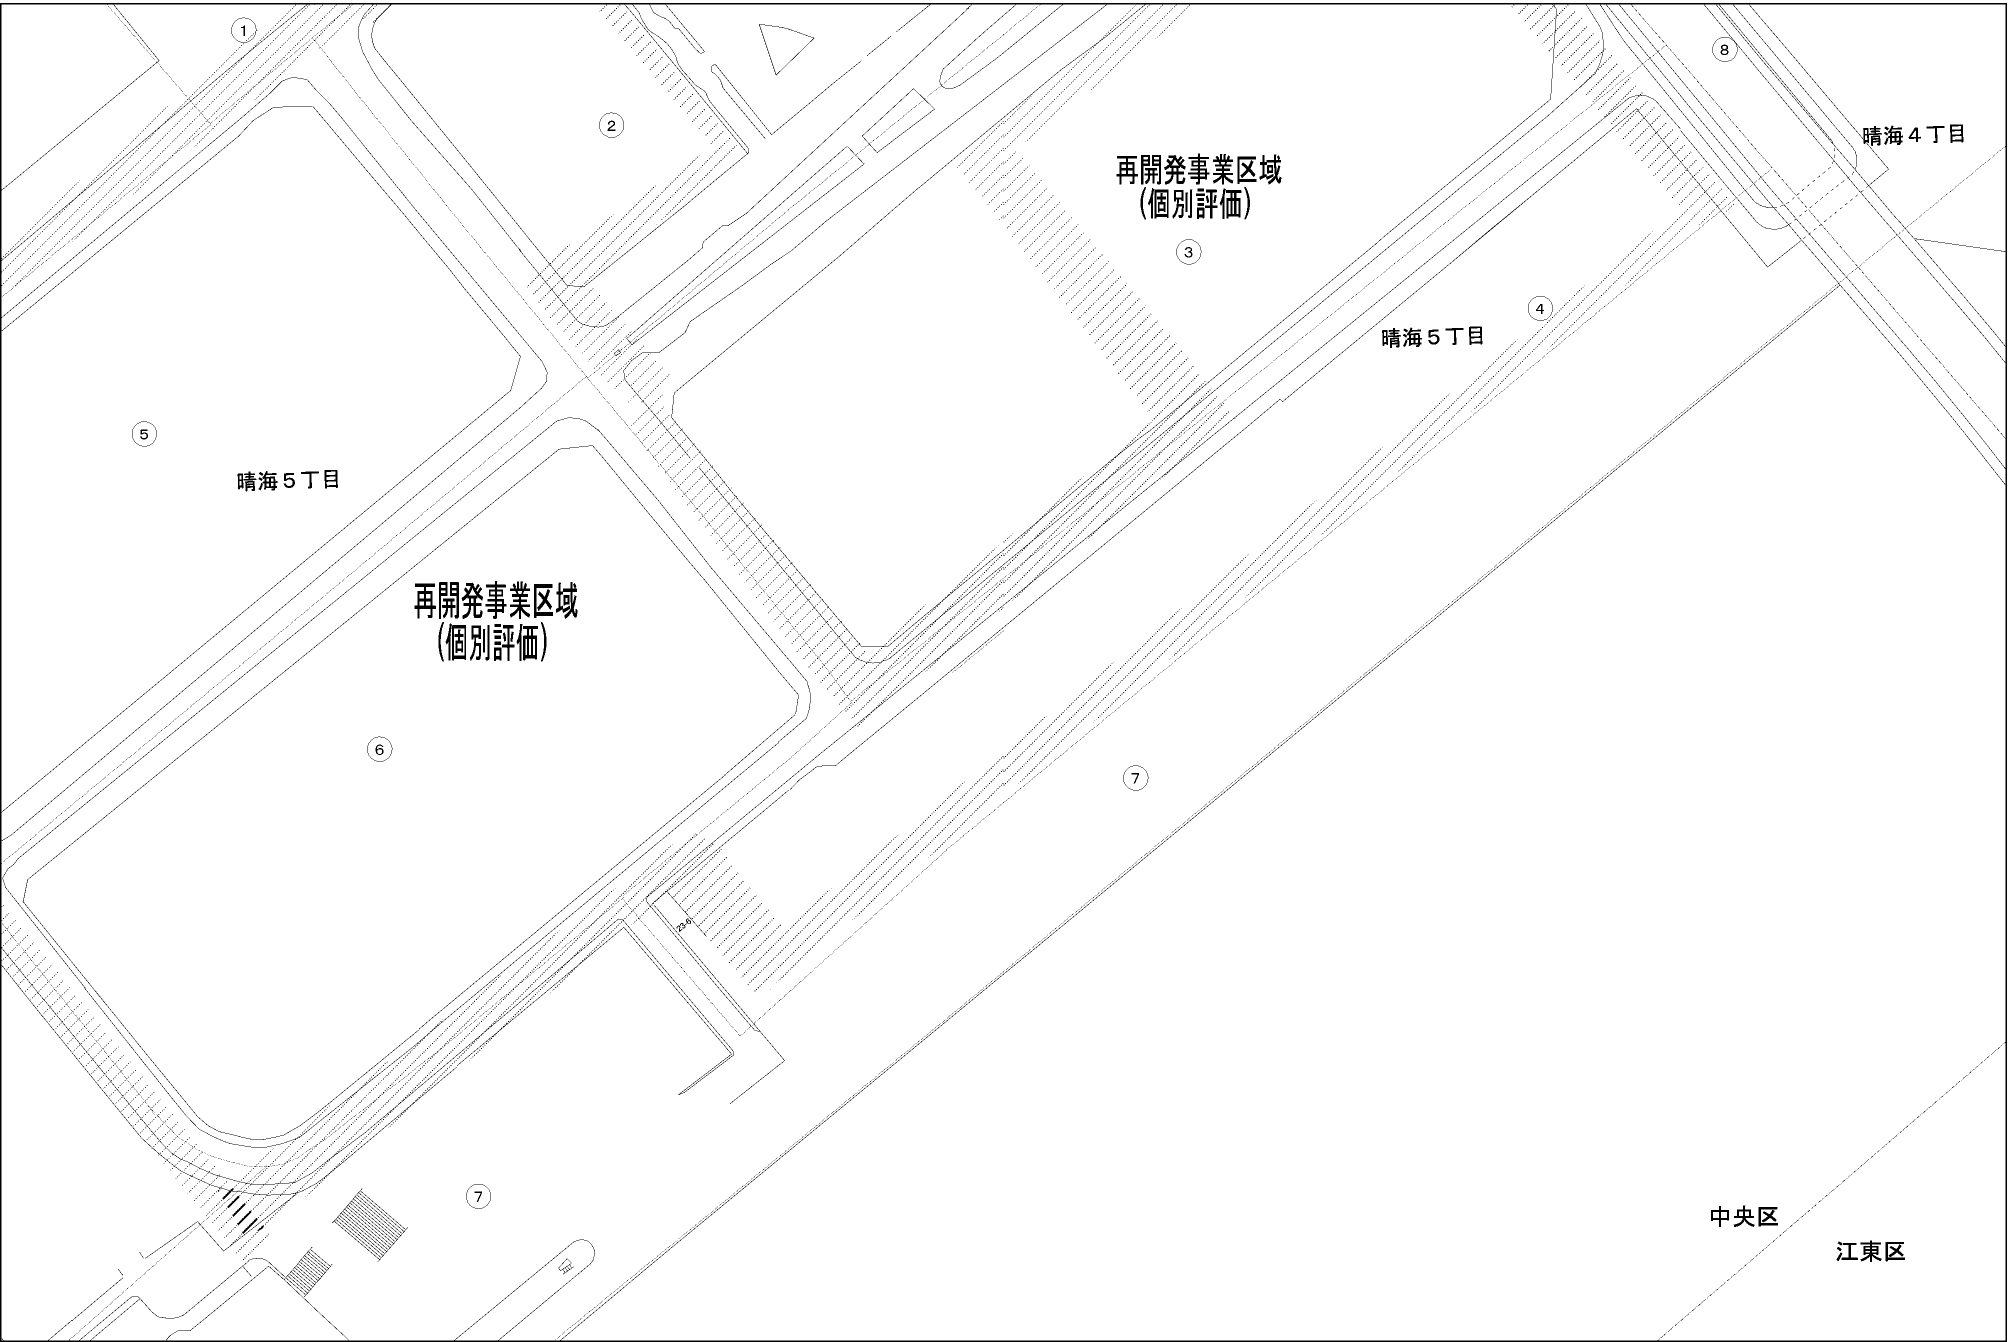 ①
⑧
②
晴海４丁目
再開発事業区域
(個別評価)
③
④
晴海５丁目
⑤
晴海５丁目
再開発事業区域
(個別評価)
⑥
⑦
23-6
⑦
中央区
江東区